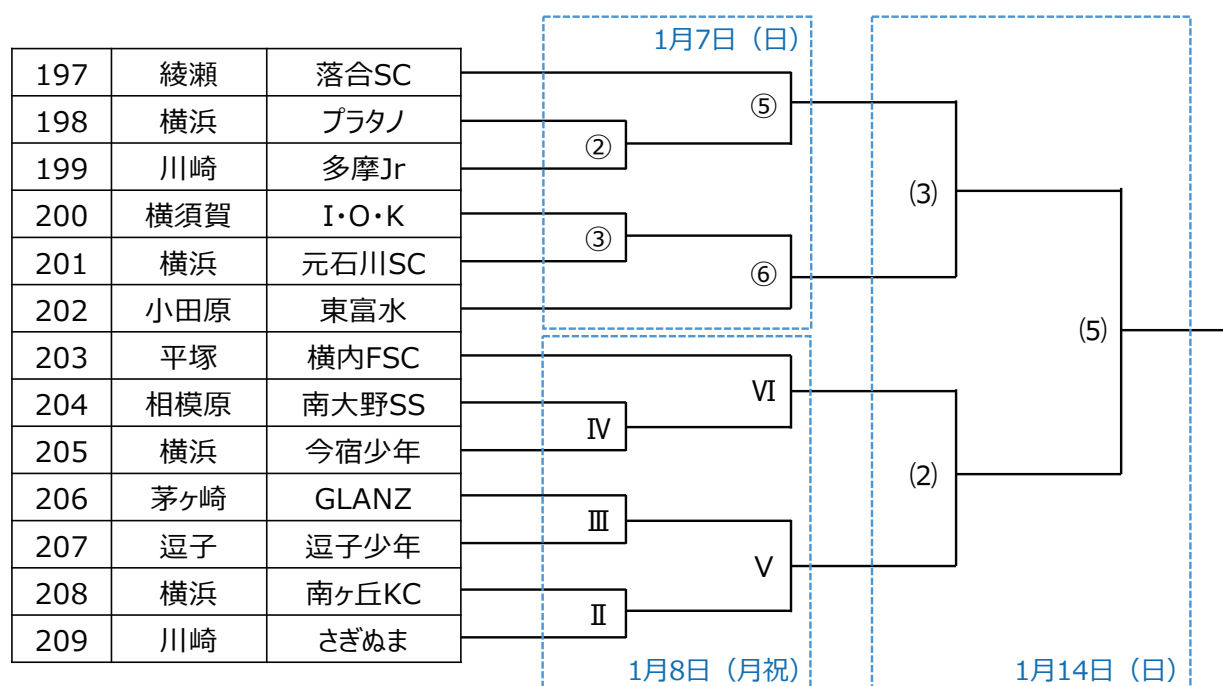 1月7日（日）
197 綾瀬 落合SC
⑤
198 横浜 プラタノ
②
199 川崎 多摩Jr
(3)
200 横須賀 I・O・K
③
201 横浜 元石川SC
⑥
202 小田原 東富水
(5)
203 平塚 横内FSC
Ⅵ
204 相模原 南大野SS
Ⅳ
205 横浜 今宿少年
(2)
206 茅ヶ崎 GLANZ
Ⅲ
207 逗子 逗子少年
Ⅴ
208 横浜 南ヶ丘KC
Ⅱ
209 川崎 さぎぬま
1月8日（月祝） 1月14日（日）